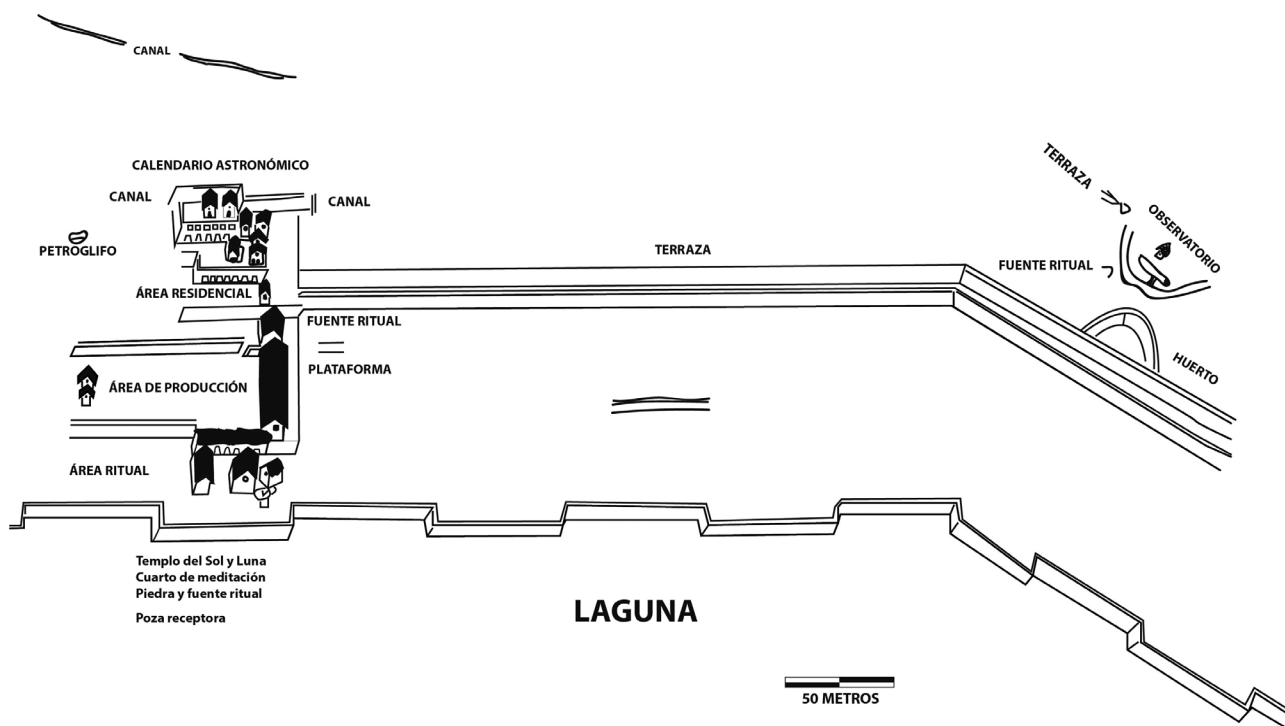 CANAL
CALENDARIO ASTRONÓMICO
CANAL
CANAL
PETROGLIFO
TERRAZA
TERRAZA
OBSERVATORIO
FUENTE RITUAL
ÁREA RESIDENCIAL
FUENTE RITUAL
PLATAFORMA
HUERTO
ÁREA DE PRODUCCIÓN
ÁREA RITUAL
Templo del Sol y Luna
Cuarto de meditación
Piedra y fuente ritual
Poza receptora
LAGUNA
50 METROS